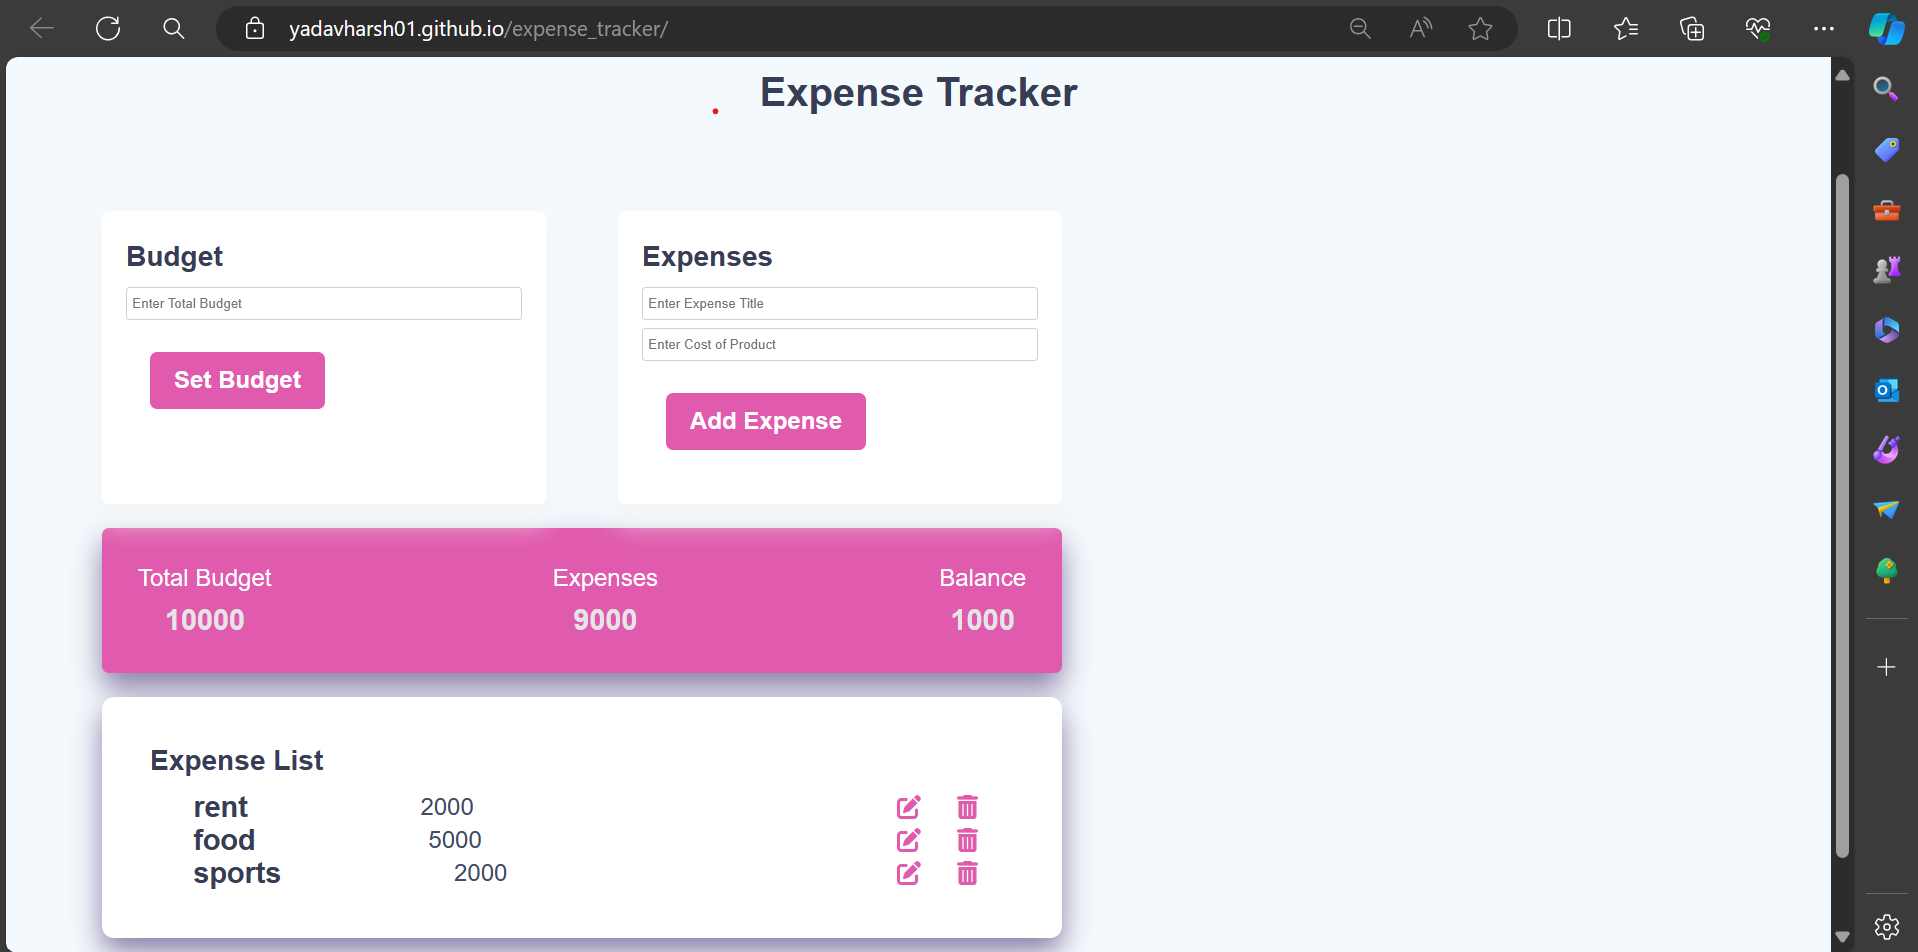 yadavharsh01.github.io/expense_tracker/
Expense Tracker
Budget
Enter Total Budget
Set Budget
Expenses
Enter Expense Title
Enter Cost of Product
Add Expense
Total Budget
10000
Expenses
9000
Balance
1000
Expense List
rent 2000
food 5000
sports 2000